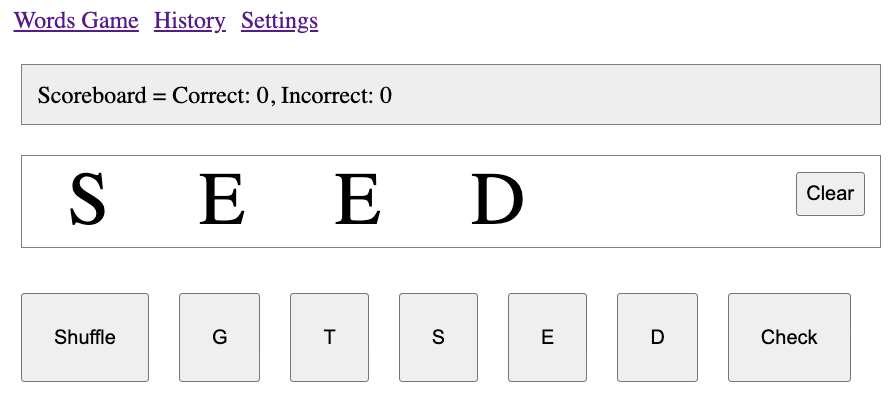 Words Game History Settings
Scoreboard = Correct: 0, Incorrect: 0
S E E D Clear
Shuffle G T S E D Check